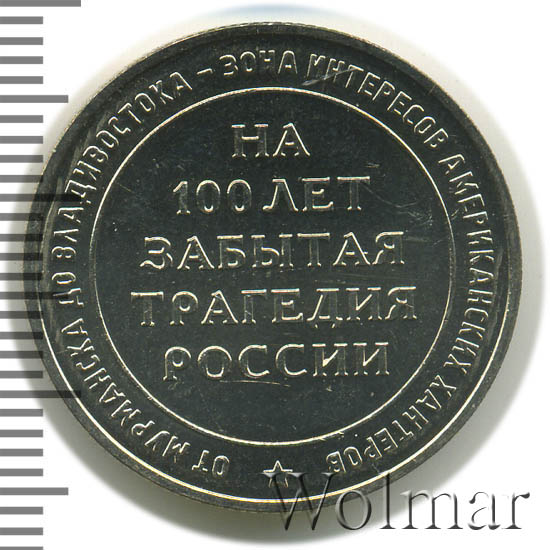 ОТ МУРМАНСКА ДО ВЛАДИВОСТОКА – ЗОНА ИНТЕРЕСОВ АМЕРИКАНСКИХ ХАНТЕРОВ
НА
100 ЛЕТ
ЗАБЫТАЯ
ТРАГЕДИЯ
РОССИИ
Wolmar